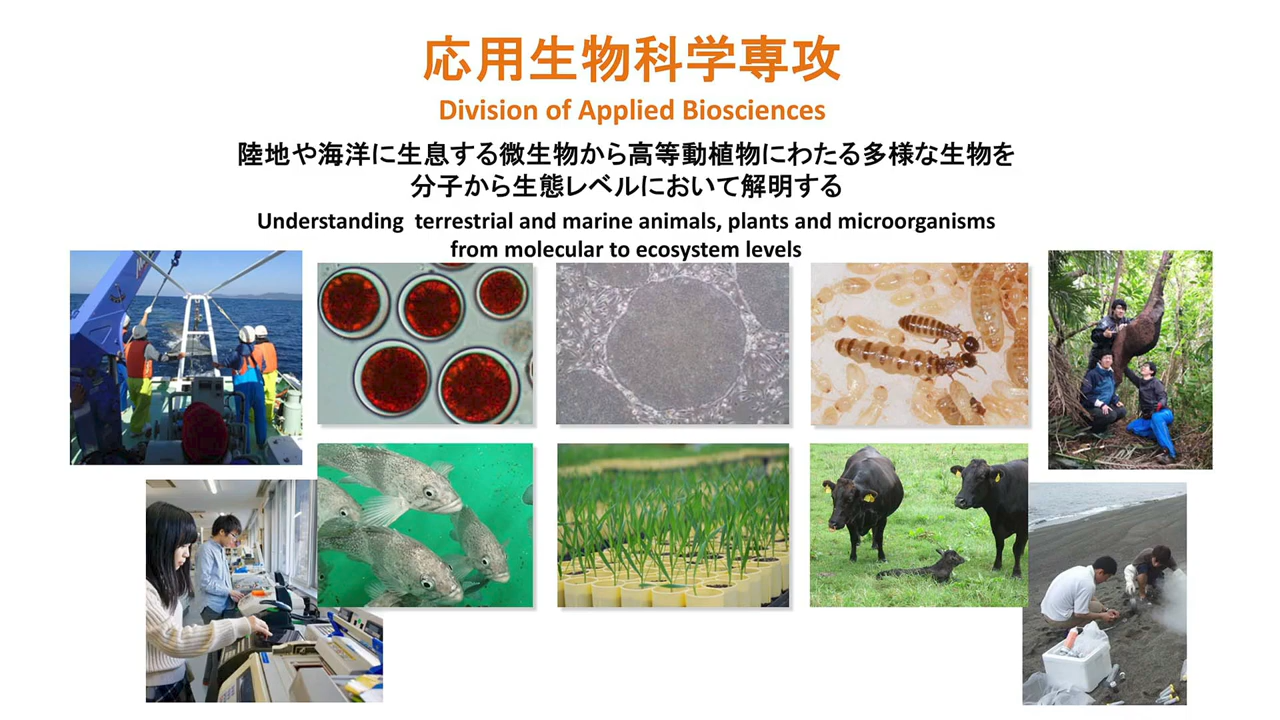 応用生物科学専攻
Division of Applied Biosciences
陸地や海洋に生息する微生物から高等動植物にわたる多様な生物を
分子から生態レベルにおいて解明する
Understanding terrestrial and marine animals, plants and microorganisms
from molecular to ecosystem levels